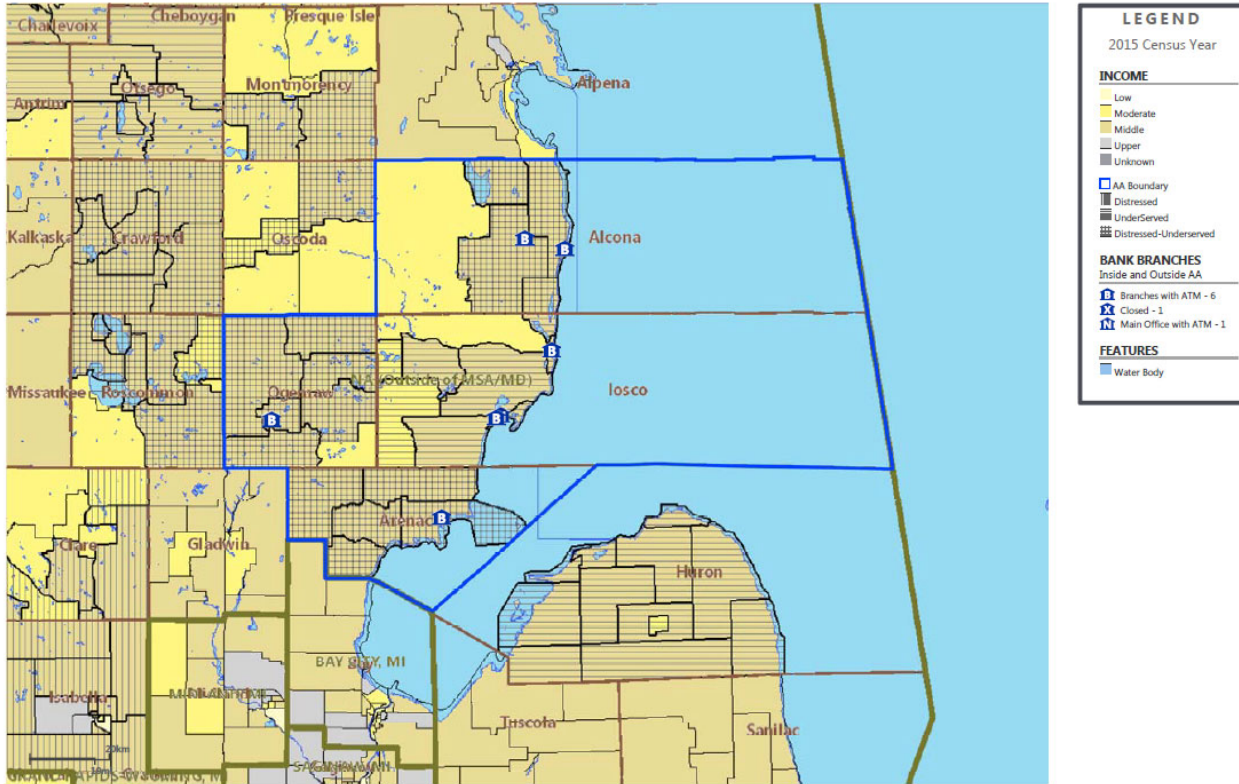 Cheboygan
Presque Isle
Charlevoix
Otsego
Montmorency
Alpena
Antrim
Kalkaska
Crawford
Oscoda
Alcona
B
B
B
Missaukee
Roscommon
Ogemaw
NA (Outside of MSA/MD)
Iosco
B
B
Clare
Gladwin
Arenac
B
Huron
BAY CITY, MI
Isabella
Tuscola
Sanilac
20km
LEGEND
2015 Census Year
INCOME
Low
Moderate
Middle
Upper
Unknown
AA Boundary
Distressed
UnderServed
Distressed-Underserved
BANK BRANCHES
Inside and Outside AA
B Branches with ATM - 6
X Closed - 1
N Main Office with ATM - 1
FEATURES
Water Body